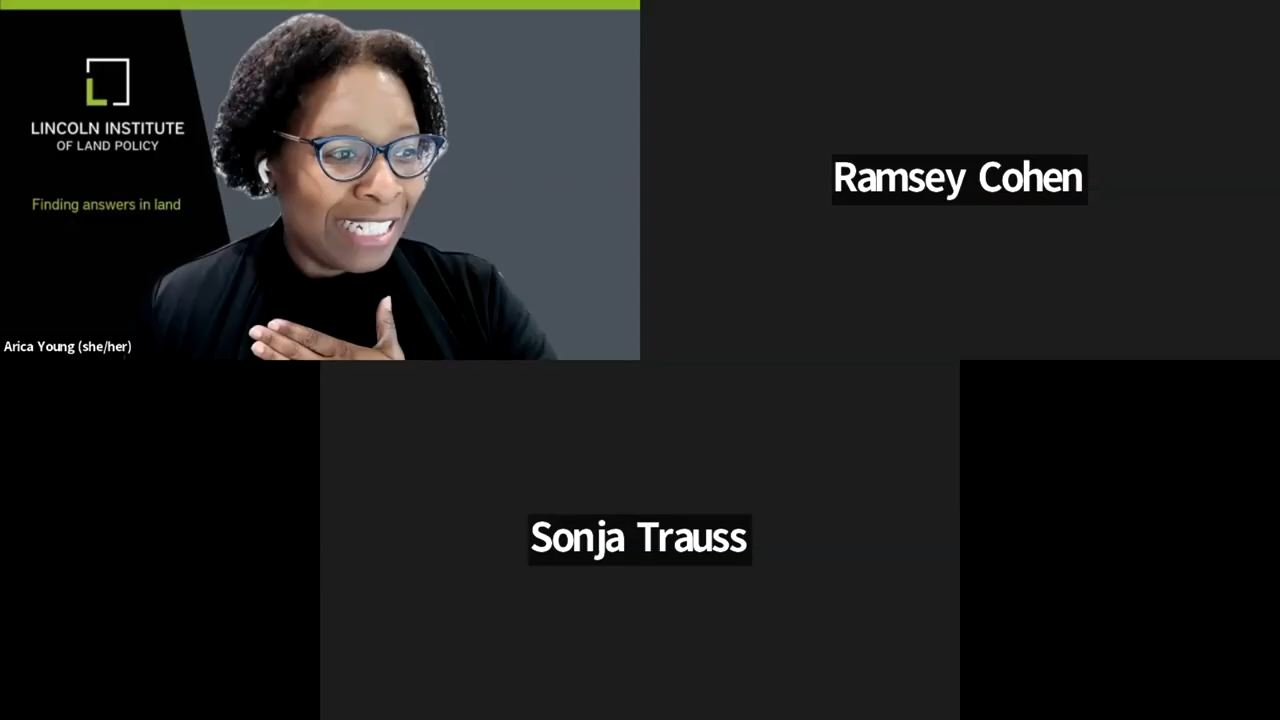 LINCOLN INSTITUTE
OF LAND POLICY
Finding answers in land
Arica Young (she/her)
Ramsey Cohen
Sonja Trauss